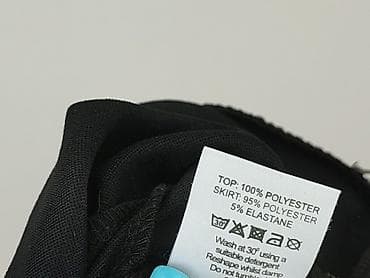 TOP: 100% POLYESTER
SKIRT: 95% POLYESTER
5% ELASTANE
30°
Wash at 30° using a
suitable detergent
Reshape whilst damp
Do not tumble